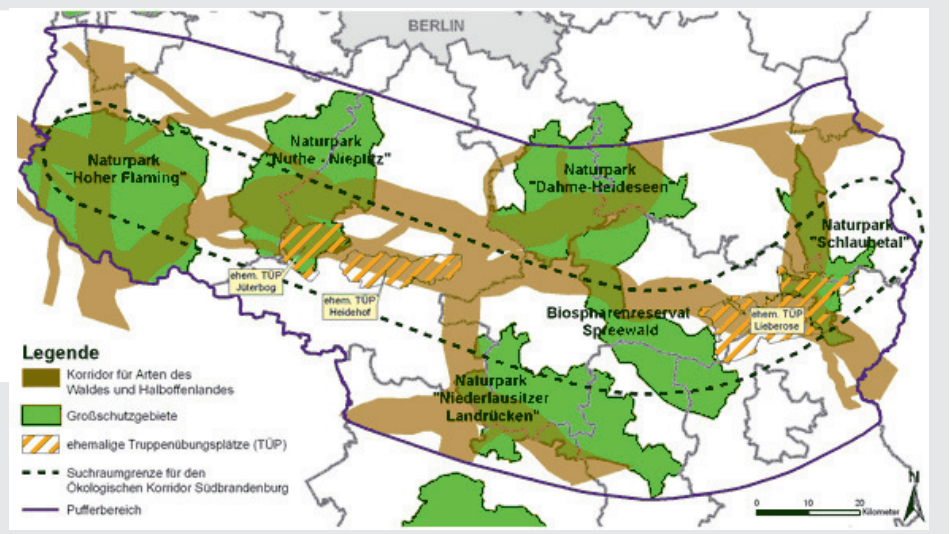 BERLIN
Naturpark
"Hoher Flaming"
Naturpark
"Nuthe - Nieplitz"
Naturpark
"Dahme-Heideseen"
Naturpark
"Schlaubetal"
ehem. TÜP
Jüterbog
ehem. TÜP
Heidehof
ehem. TÜP
Lieberose
Biospharenreservat
Spreewald
Naturpark
"Niederlausitzer
Landrücken"
Legende
Korridor für Arten des
Waldes und Halboffenlandes
Großschutzgebiete
ehemalige Truppenübungsplätze (TÜP)
Suchraumgrenze für den
Ökologischen Korridor Südbrandenburg
Pufferbereich
N
0 10 20
Kilometer